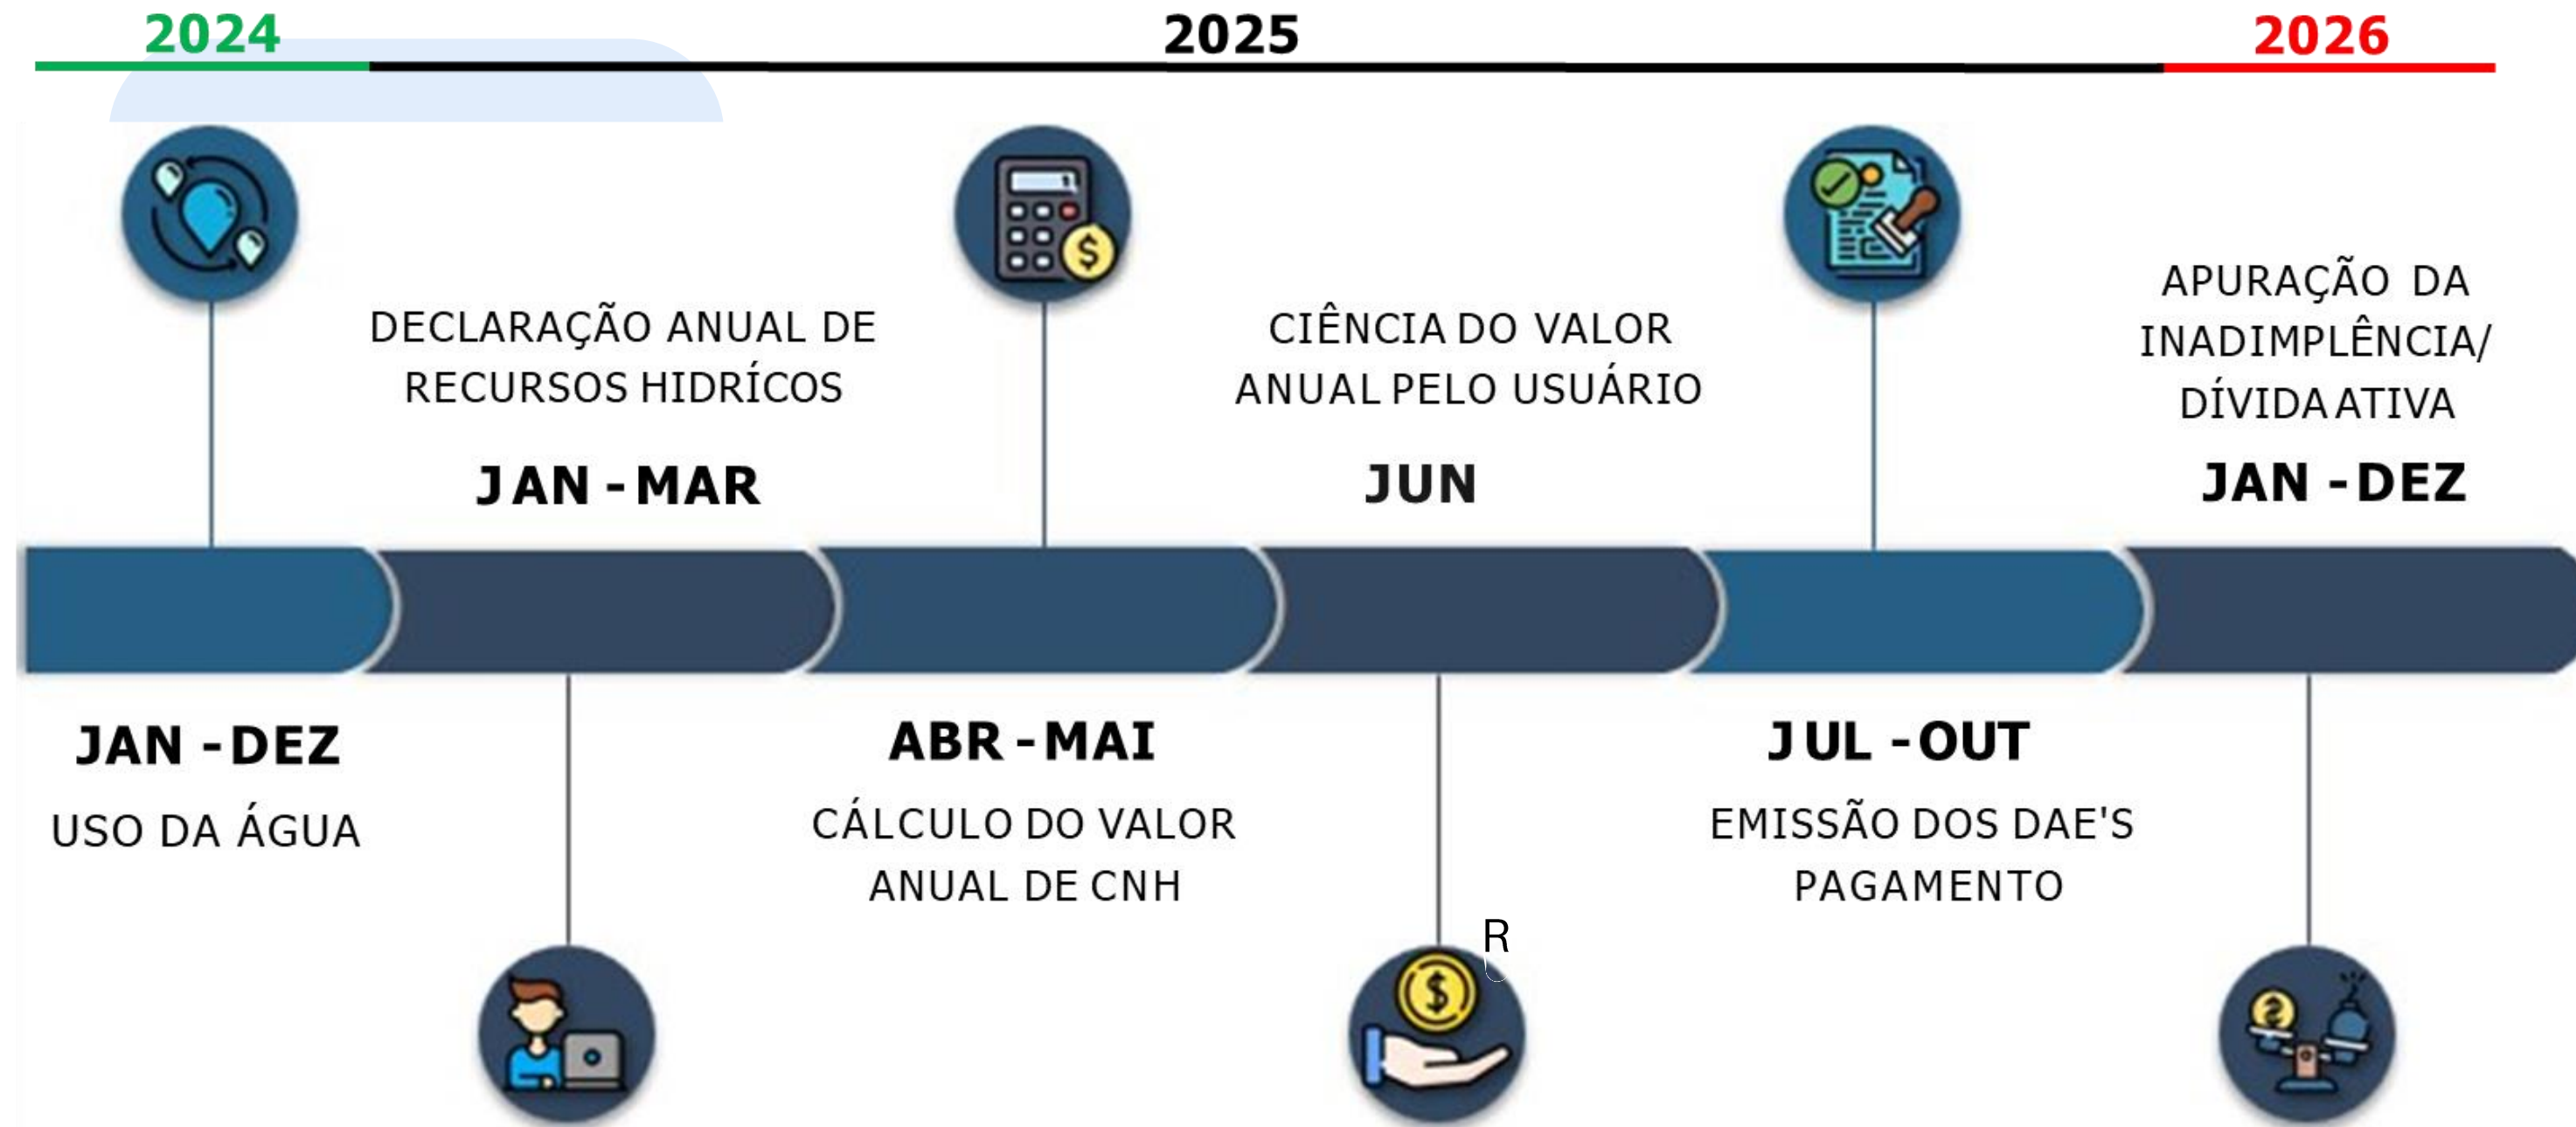 2024
2025
2026
DECLARAÇÃO ANUAL DE
RECURSOS HIDRÍCOS
JAN - MAR
CIÊNCIA DO VALOR
ANUAL PELO USUÁRIO
JUN
APURAÇÃO DA
INADIMPLÊNCIA/
DÍVIDA ATIVA
JAN - DEZ
JAN - DEZ
USO DA ÁGUA
ABR - MAI
CÁLCULO DO VALOR
ANUAL DE CNH
JUL - OUT
EMISSÃO DOS DAE'S
PAGAMENTO
R